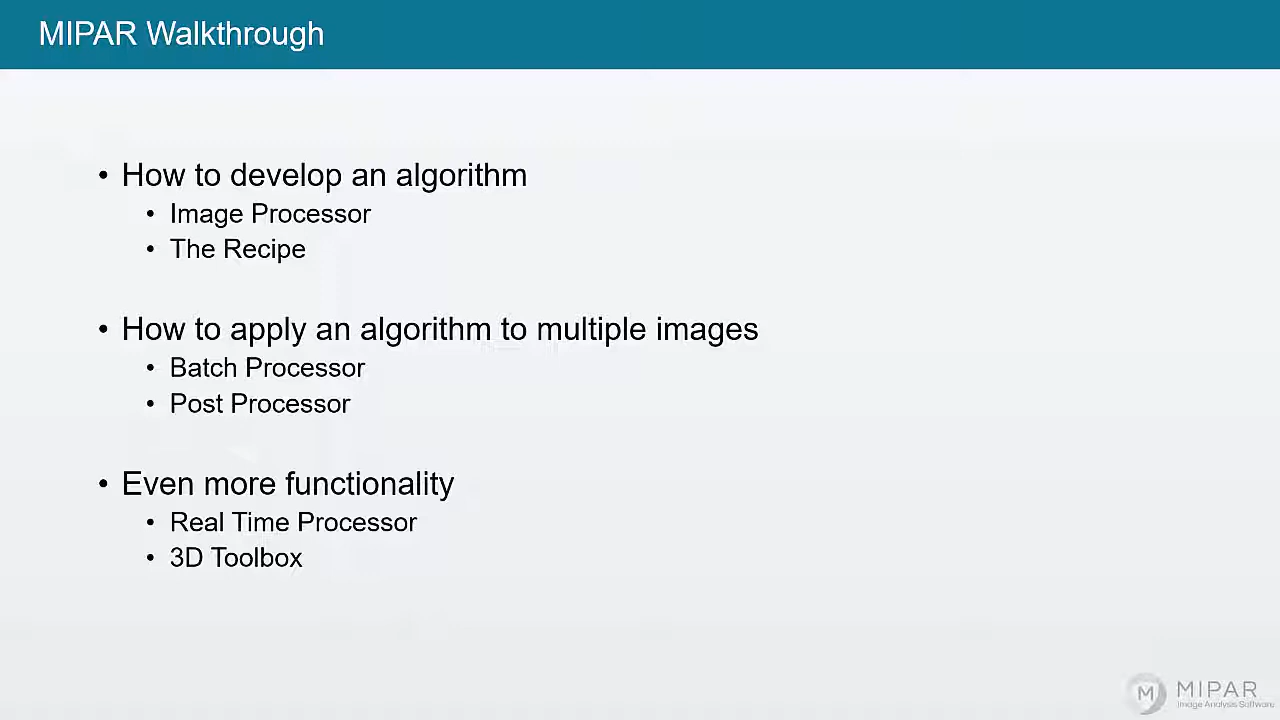 MIPAR Walkthrough
• How to develop an algorithm
• Image Processor
• The Recipe
• How to apply an algorithm to multiple images
• Batch Processor
• Post Processor
• Even more functionality
• Real Time Processor
• 3D Toolbox
M
MIPAR
Image Analysis Software